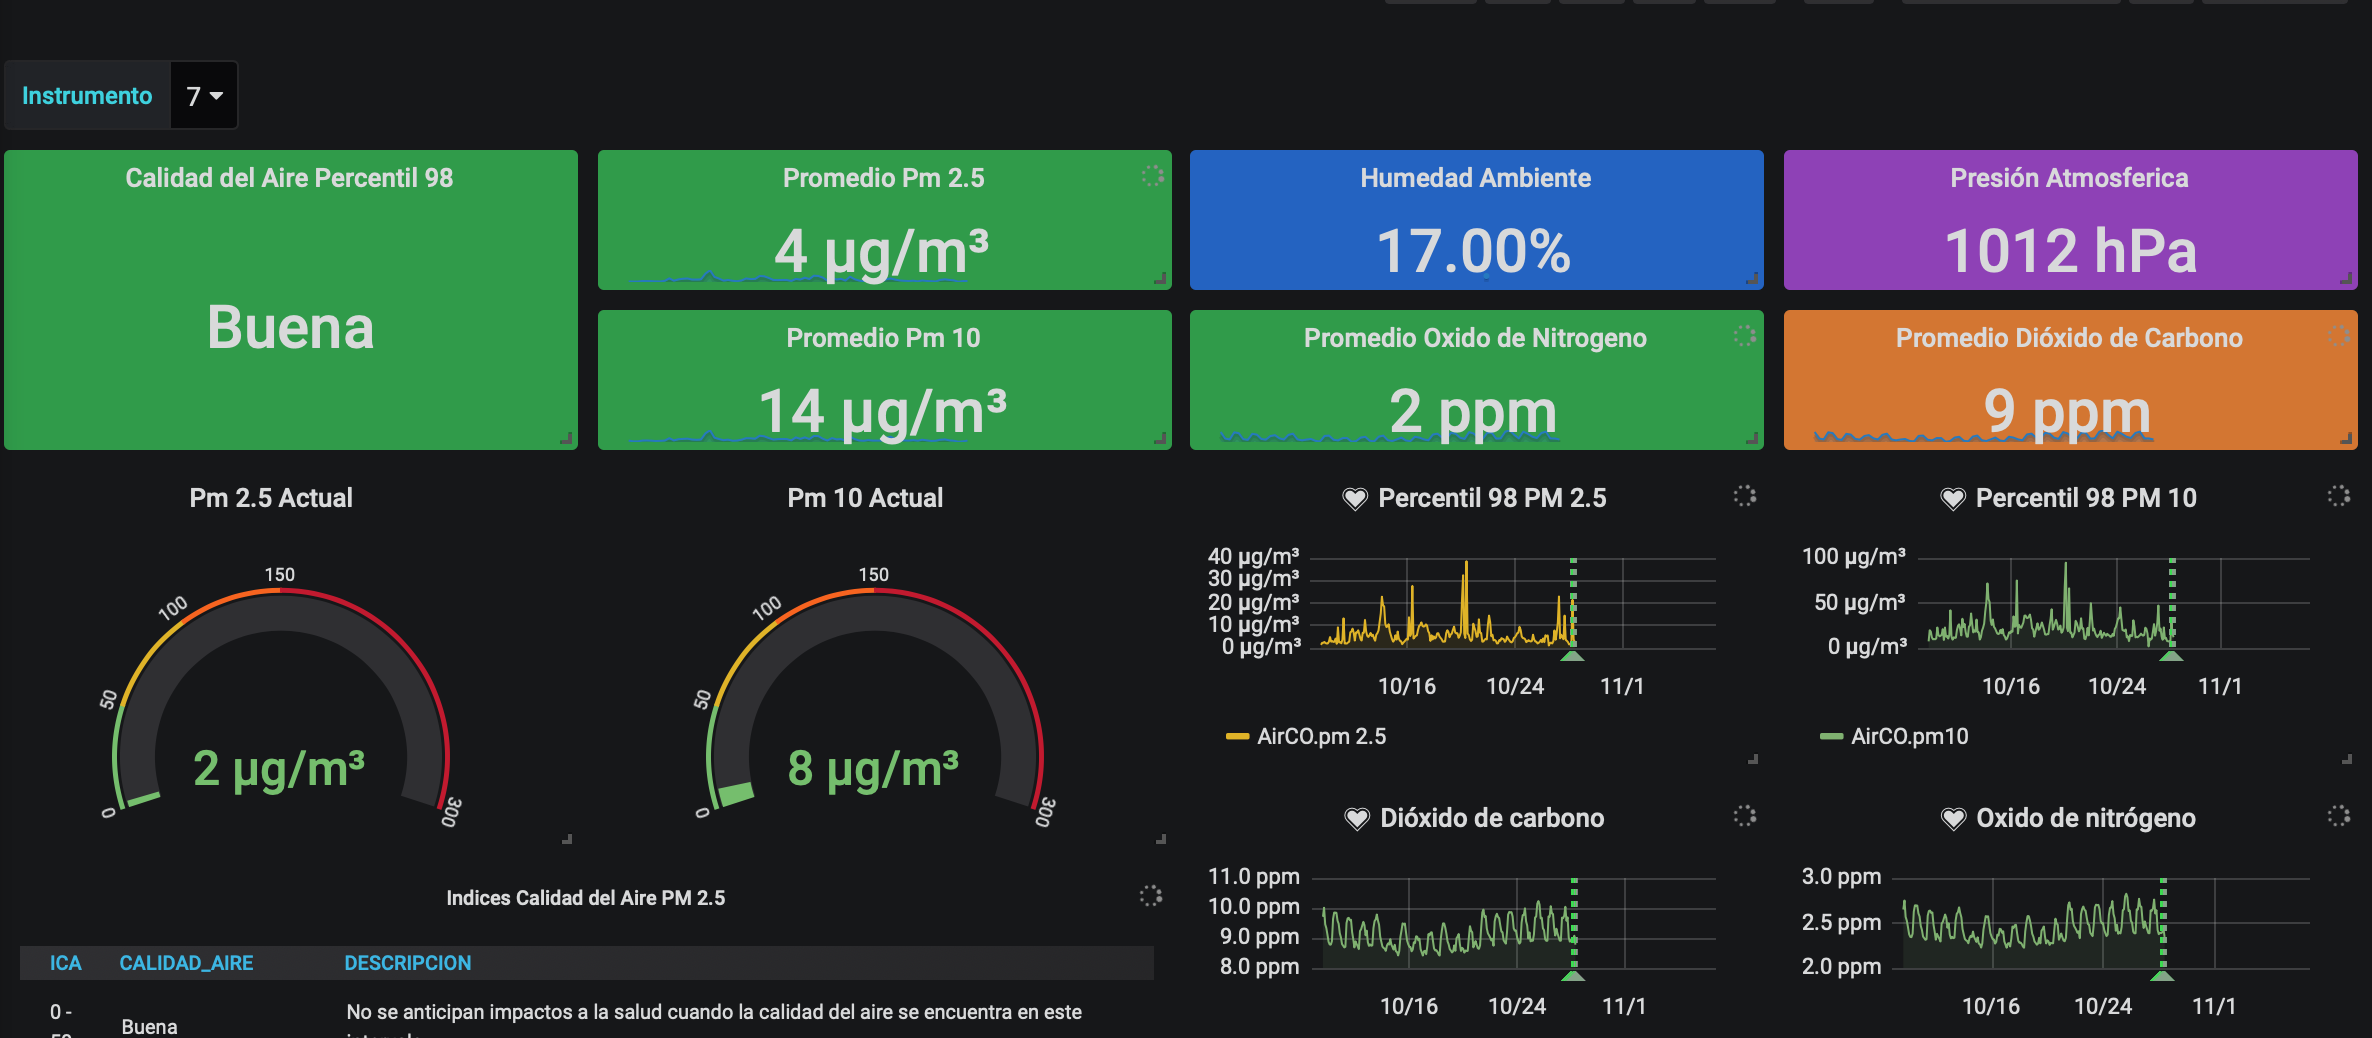 Instrumento 7
Calidad del Aire Percentil 98
Buena
Promedio Pm 2.5
4 µg/m³
Humedad Ambiente
17.00%
Presión Atmosferica
1012 hPa
Promedio Pm 10
14 µg/m³
Promedio Oxido de Nitrogeno
2 ppm
Promedio Dióxido de Carbono
9 ppm
Pm 2.5 Actual
0
50
100
150
300
2 µg/m³
Pm 10 Actual
0
50
100
150
300
8 µg/m³
Percentil 98 PM 2.5
40 µg/m³
30 µg/m³
20 µg/m³
10 µg/m³
0 µg/m³
10/16 10/24 11/1
AirCO.pm 2.5
Percentil 98 PM 10
100 µg/m³
50 µg/m³
0 µg/m³
10/16 10/24 11/1
AirCO.pm10
Dióxido de carbono
11.0 ppm
10.0 ppm
9.0 ppm
8.0 ppm
10/16 10/24 11/1
Oxido de nitrógeno
3.0 ppm
2.5 ppm
2.0 ppm
10/16 10/24 11/1
Indices Calidad del Aire PM 2.5
ICA CALIDAD_AIRE DESCRIPCION
0 -
Buena
No se anticipan impactos a la salud cuando la calidad del aire se encuentra en este